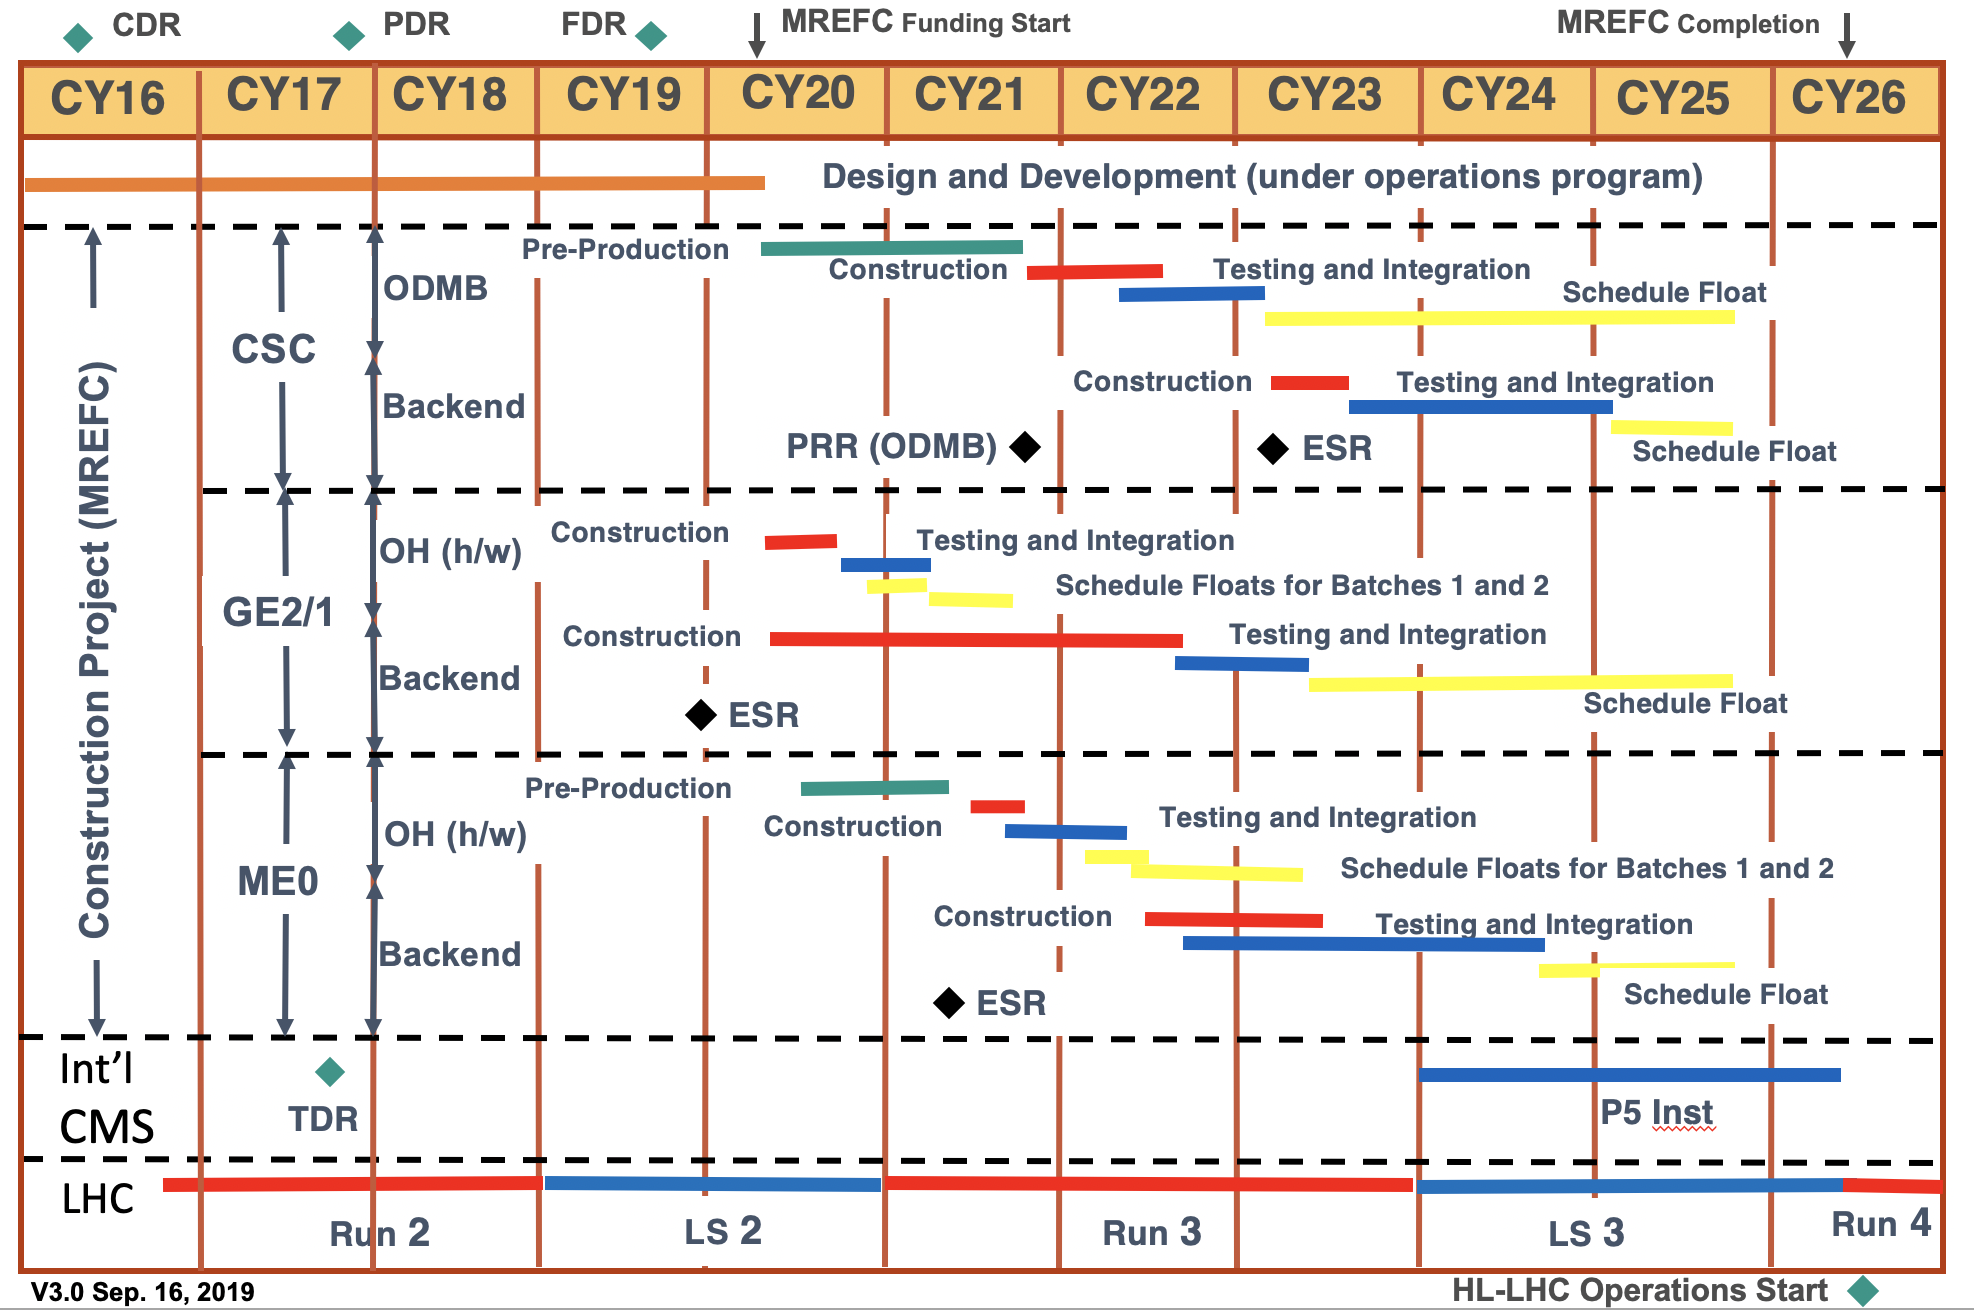 CDR
PDR
FDR
MREFC Funding Start
MREFC Completion
CY16
CY17
CY18
CY19
CY20
CY21
CY22
CY23
CY24
CY25
CY26
Design and Development (under operations program)
Construction Project (MREFC)
CSC
ODMB
Pre-Production
Construction
Testing and Integration
Schedule Float
Backend
Construction
Testing and Integration
Schedule Float
PRR (ODMB)
ESR
GE2/1
OH (h/w)
Construction
Testing and Integration
Schedule Floats for Batches 1 and 2
Backend
Construction
Testing and Integration
Schedule Float
ESR
ME0
OH (h/w)
Pre-Production
Construction
Testing and Integration
Schedule Floats for Batches 1 and 2
Backend
Construction
Testing and Integration
Schedule Float
ESR
Int’l
CMS
TDR
P5 Inst
LHC
Run 2
LS 2
Run 3
LS 3
Run 4
V3.0 Sep. 16, 2019
HL-LHC Operations Start